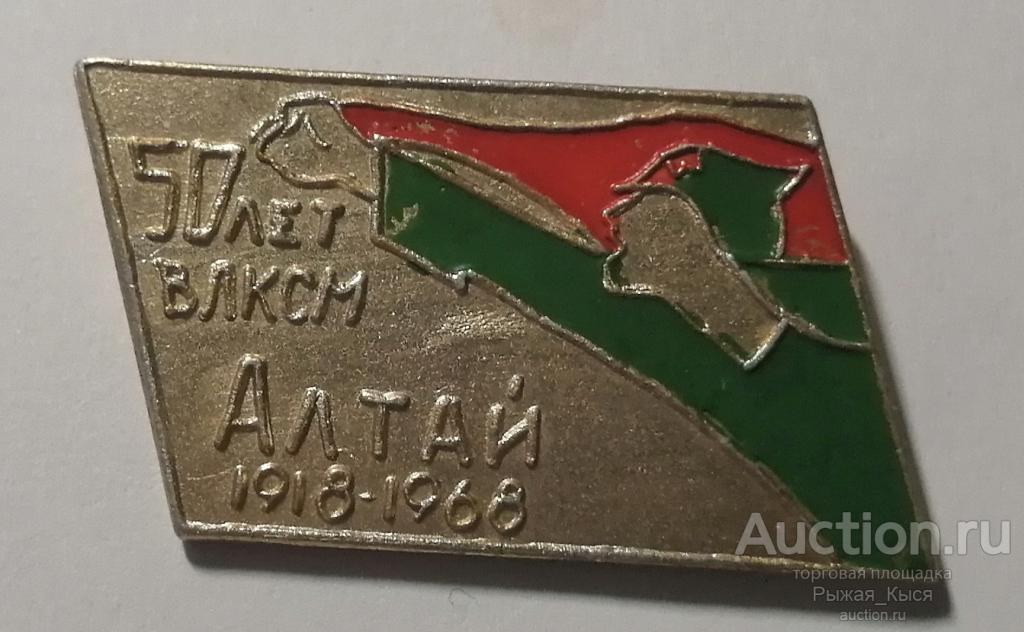 50 ЛЕТ
ВЛКСМ
АЛТАЙ
1918-1968
Auction.ru
торговая площадка
Рыжая_Кыся
auction.ru